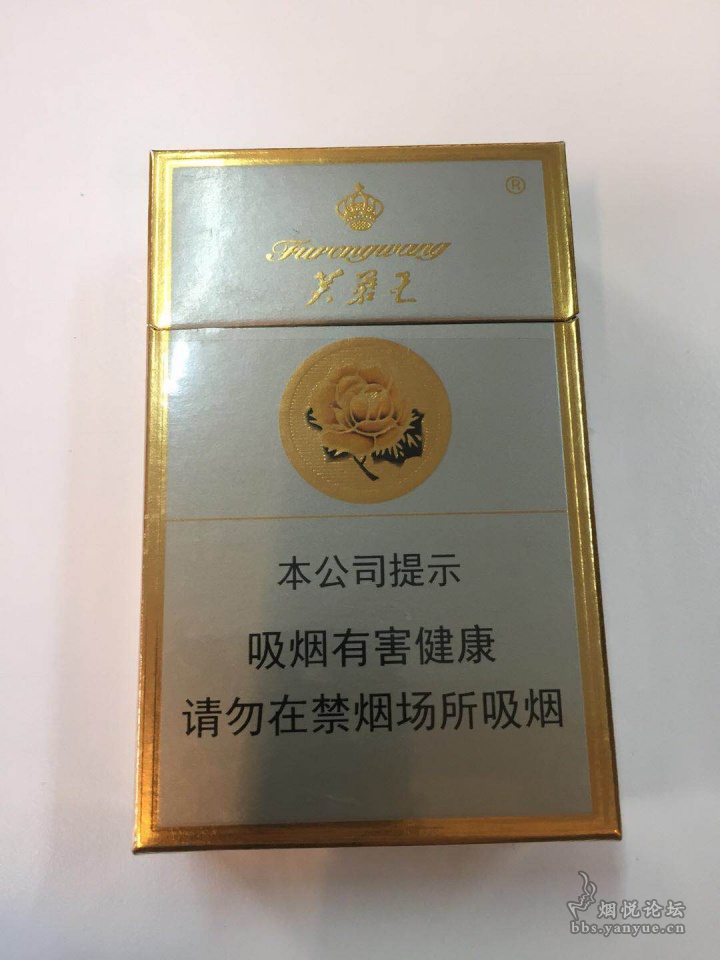 ®
Furongwang
芙蓉王
本公司提示
吸烟有害健康
请勿在禁烟场所吸烟
烟悦论坛
bbs.yanyue.cn